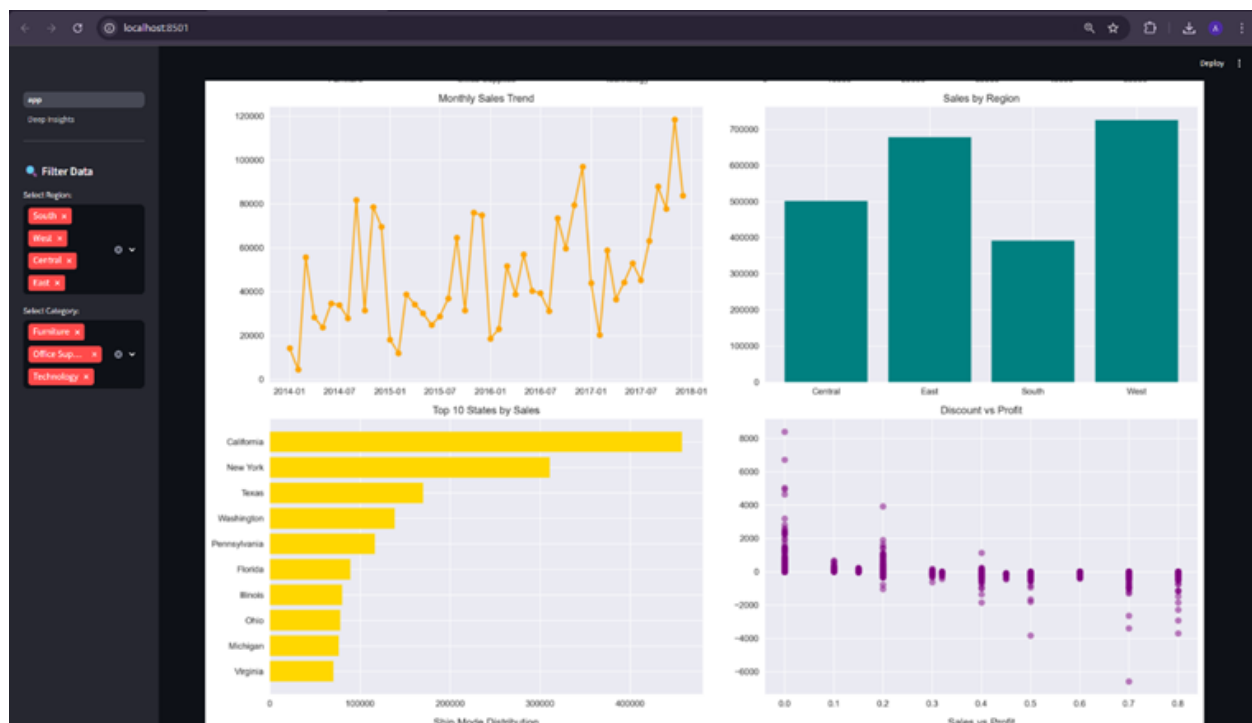 localhost:8501
Deploy
app
Deep Insights
Filter Data
Select Region:
South ×
West ×
Central ×
East ×
Select Category:
Furniture ×
Office Sup... ×
Technology ×
Monthly Sales Trend
120000
100000
80000
60000
40000
20000
0
2014-01 2014-07 2015-01 2015-07 2016-01 2016-07 2017-01 2017-07 2018-01
Sales by Region
700000
600000
500000
400000
300000
200000
100000
0
Central East South West
Top 10 States by Sales
California
New York
Texas
Washington
Pennsylvania
Florida
Illinois
Ohio
Michigan
Virginia
0 100000 200000 300000 400000
Ship Mode Distribution
Discount vs Profit
8000
6000
4000
2000
0
−2000
−4000
−6000
0.0 0.1 0.2 0.3 0.4 0.5 0.6 0.7 0.8
Sales vs Profit